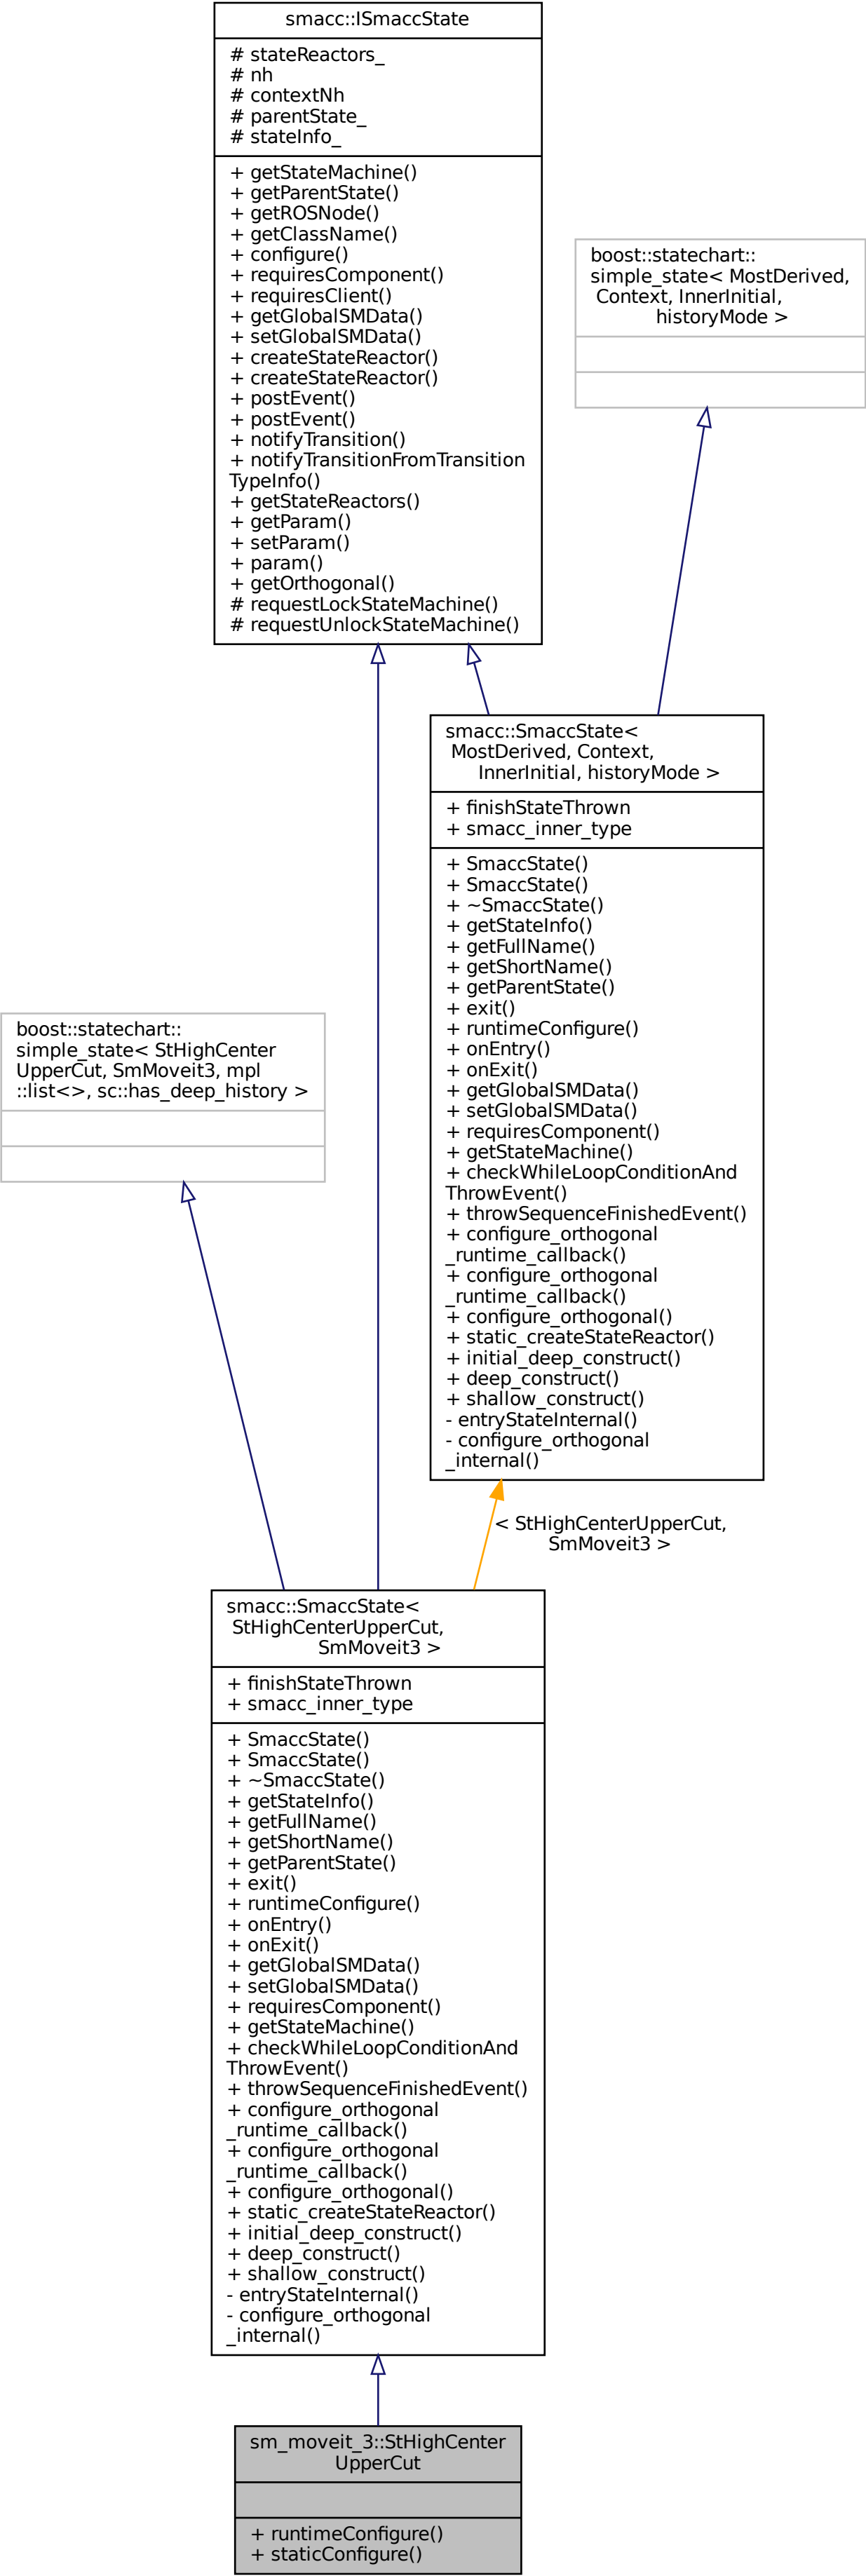 smacc::ISmaccState
# stateReactors_
# nh
# contextNh
# parentState_
# stateInfo_
+ getStateMachine()
+ getParentState()
+ getROSNode()
+ getClassName()
+ configure()
+ requiresComponent()
+ requiresClient()
+ getGlobalSMData()
+ setGlobalSMData()
+ createStateReactor()
+ createStateReactor()
+ postEvent()
+ postEvent()
+ notifyTransition()
+ notifyTransitionFromTransition
TypeInfo()
+ getStateReactors()
+ getParam()
+ setParam()
+ param()
+ getOrthogonal()
# requestLockStateMachine()
# requestUnlockStateMachine()
boost::statechart::
simple_state< MostDerived,
Context, InnerInitial,
historyMode >
smacc::SmaccState<
MostDerived, Context,
InnerInitial, historyMode >
+ finishStateThrown
+ smacc_inner_type
+ SmaccState()
+ SmaccState()
+ ~SmaccState()
+ getStateInfo()
+ getFullName()
+ getShortName()
+ getParentState()
+ exit()
+ runtimeConfigure()
+ onEntry()
+ onExit()
+ getGlobalSMData()
+ setGlobalSMData()
+ requiresComponent()
+ getStateMachine()
+ checkWhileLoopConditionAnd
ThrowEvent()
+ throwSequenceFinishedEvent()
+ configure_orthogonal
_runtime_callback()
+ configure_orthogonal
_runtime_callback()
+ configure_orthogonal()
+ static_createStateReactor()
+ initial_deep_construct()
+ deep_construct()
+ shallow_construct()
- entryStateInternal()
- configure_orthogonal
_internal()
boost::statechart::
simple_state< StHighCenter
UpperCut, SmMoveit3, mpl
::list<>, sc::has_deep_history >
< StHighCenterUpperCut,
SmMoveit3 >
smacc::SmaccState<
StHighCenterUpperCut,
SmMoveit3 >
+ finishStateThrown
+ smacc_inner_type
+ SmaccState()
+ SmaccState()
+ ~SmaccState()
+ getStateInfo()
+ getFullName()
+ getShortName()
+ getParentState()
+ exit()
+ runtimeConfigure()
+ onEntry()
+ onExit()
+ getGlobalSMData()
+ setGlobalSMData()
+ requiresComponent()
+ getStateMachine()
+ checkWhileLoopConditionAnd
ThrowEvent()
+ throwSequenceFinishedEvent()
+ configure_orthogonal
_runtime_callback()
+ configure_orthogonal
_runtime_callback()
+ configure_orthogonal()
+ static_createStateReactor()
+ initial_deep_construct()
+ deep_construct()
+ shallow_construct()
- entryStateInternal()
- configure_orthogonal
_internal()
sm_moveit_3::StHighCenter
UpperCut
+ runtimeConfigure()
+ staticConfigure()